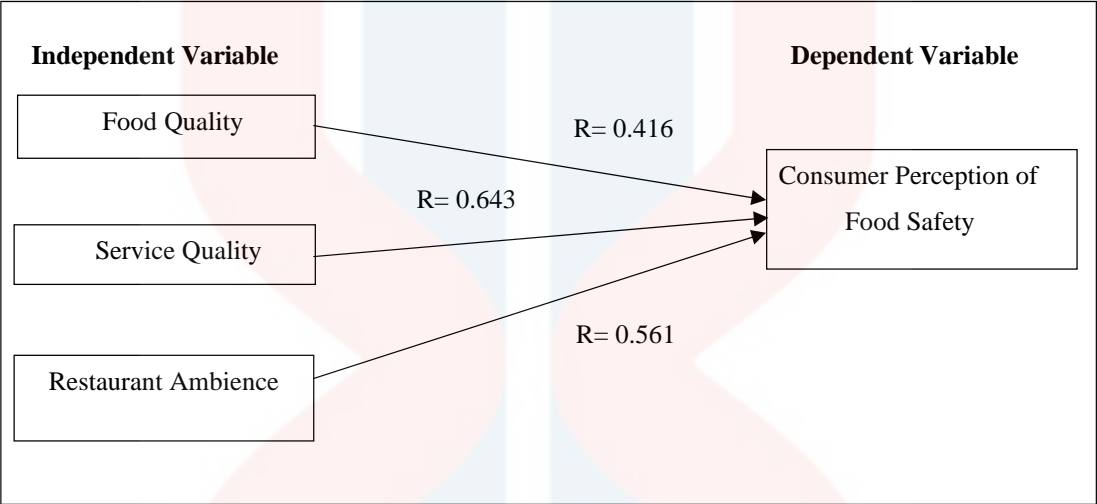 Independent Variable
Dependent Variable
Food Quality
R= 0.416
Consumer Perception of
Food Safety
R= 0.643
Service Quality
R= 0.561
Restaurant Ambience